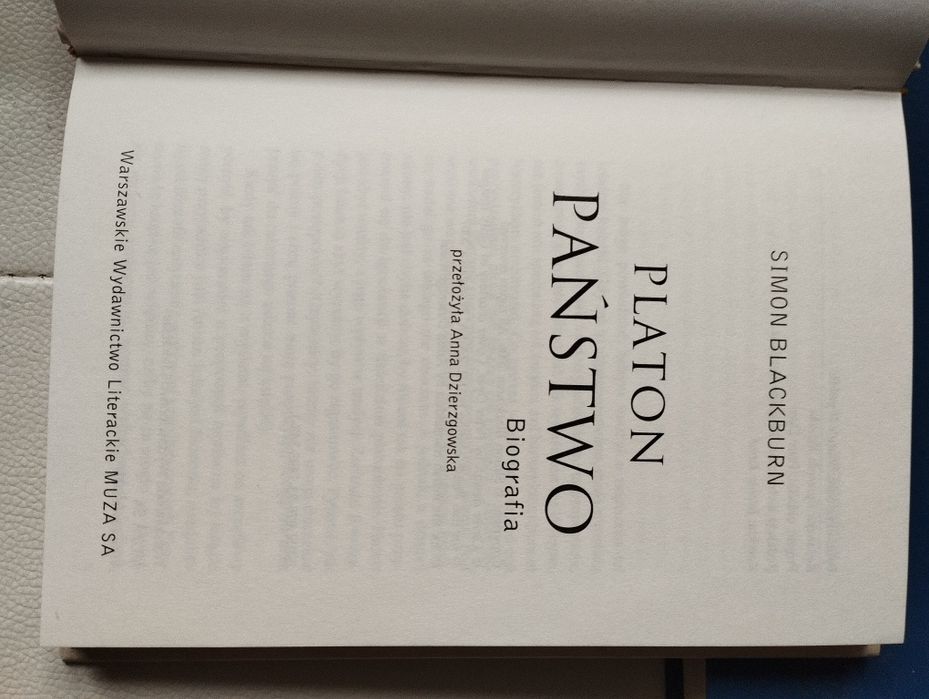 SIMON BLACKBURN
PLATON
PAŃSTWO
Biografia
przełożyła Anna Dzierzgowska
Warszawskie Wydawnictwo Literackie MUZA SA